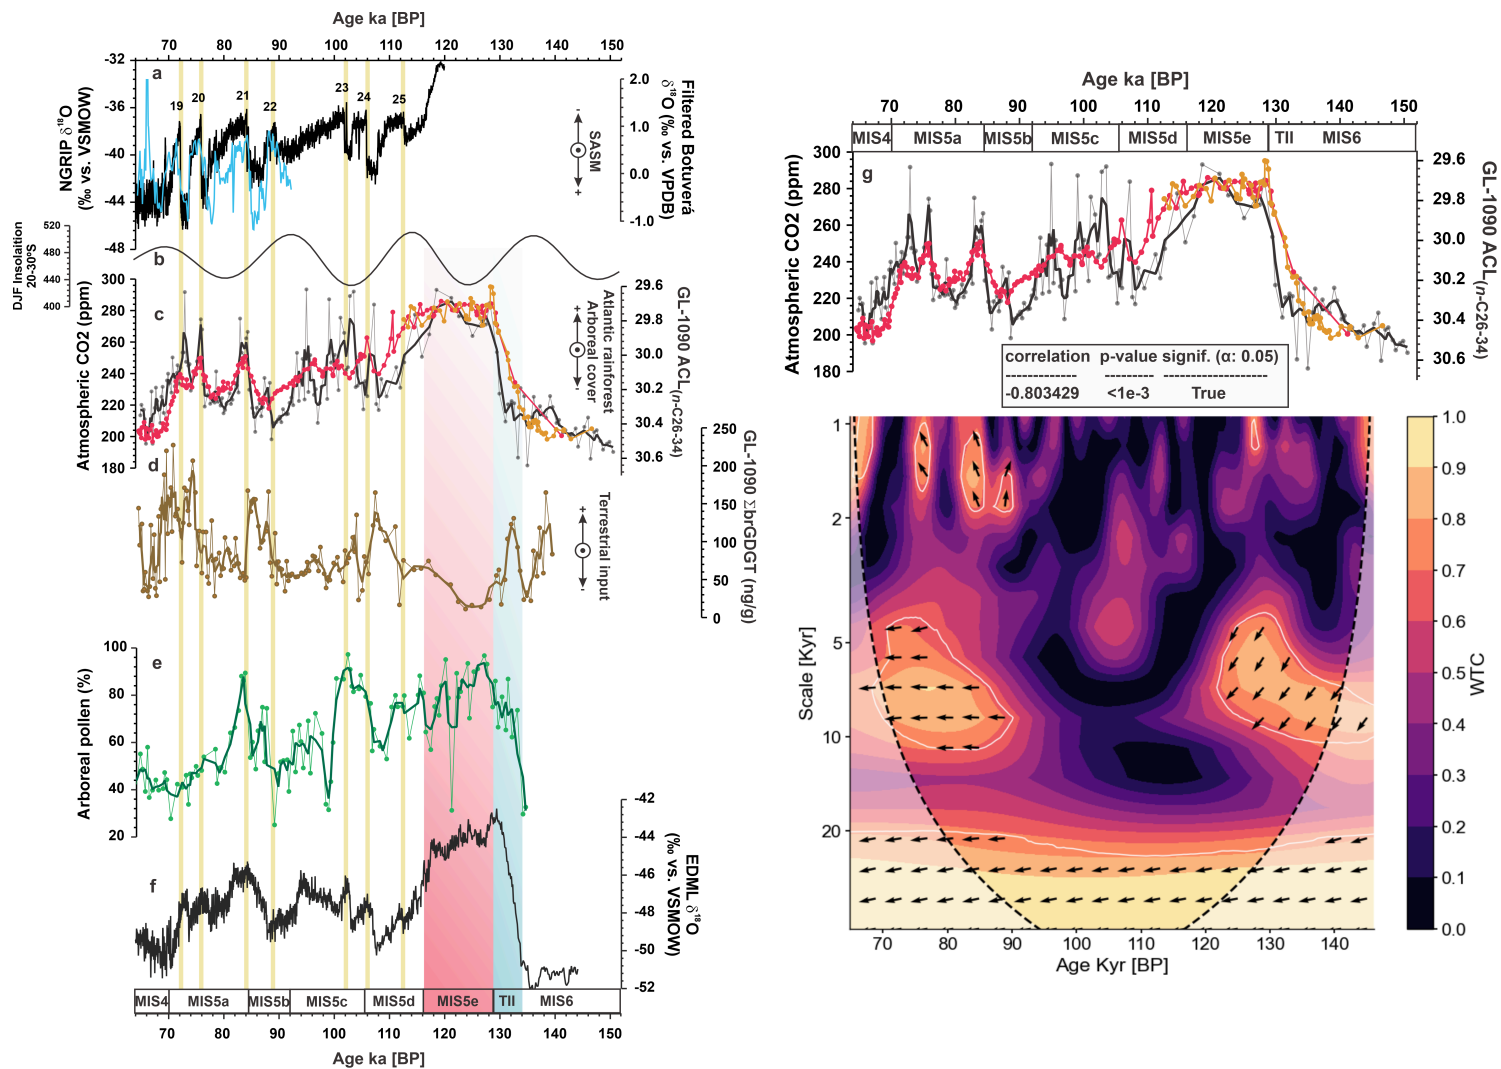 Age ka [BP]
70 80 90 100 110 120 130 140 150
a
-32
-36
-40
-44
-48
NGRIP δ¹⁸O
(‰ vs. VSMOW)
19 20 21 22 23 24 25
-
SASM
+
2.0
1.0
0.0
-1.0
Filtered Botuverá
δ¹⁸O (‰ vs. VPDB)
b
520
480
440
400
DJF Insolaition
20-30ºS
c
300
280
260
240
220
200
180
Atmospheric CO2 (ppm)
+
Atlantic rainforest
Arboreal cover
-
29.6
29.8
30.0
30.2
30.4
30.6
GL-1090 ACL(n-C26-34)
d
+
Terrestrial input
-
250
200
150
100
50
0
GL-1090 ΣbrGDGT (ng/g)
e
100
80
60
40
20
Arboreal pollen (%)
f
-42
-44
-46
-48
-50
-52
EDML δ¹⁸O
(‰ vs. VSMOW)
MIS4 MIS5a MIS5b MIS5c MIS5d MIS5e TII MIS6
70 80 90 100 110 120 130 140 150
Age ka [BP]
Age ka [BP]
70 80 90 100 110 120 130 140 150
MIS4 MIS5a MIS5b MIS5c MIS5d MIS5e TII MIS6
g
300
280
260
240
220
200
180
Atmospheric CO2 (ppm)
29.6
29.8
30.0
30.2
30.4
30.6
GL-1090 ACL(n-C26-34)
correlation p-value signif. (α: 0.05)
-------------- --------- --------------------
-0.803429 <1e-3 True
1
2
5
10
20
Scale [Kyr]
70 80 90 100 110 120 130 140
Age Kyr [BP]
1.0
0.9
0.8
0.7
0.6
0.5
0.4
0.3
0.2
0.1
0.0
WTC